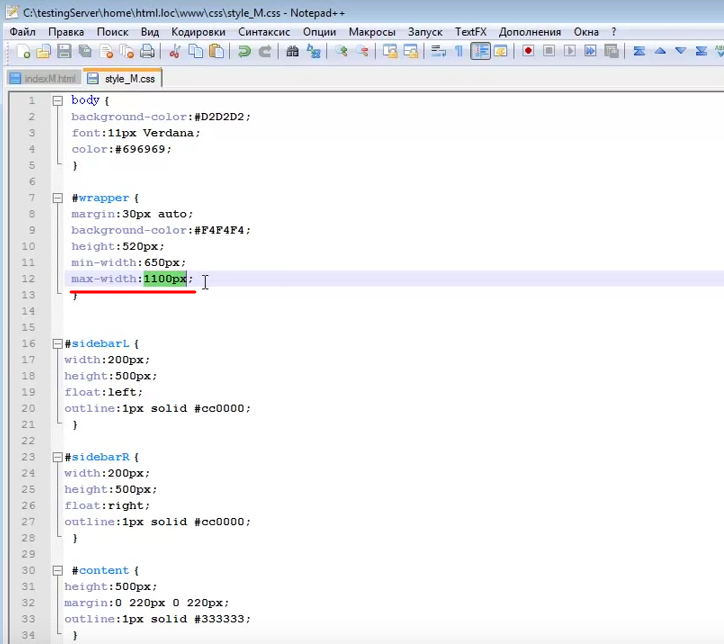 C:\testingServer\home\html.loc\www\css\style_M.css - Notepad++
Файл Правка Поиск Вид Кодировки Синтаксис Опции Макросы Запуск TextFX Дополнения Окна ?
indexM.html style_M.css
1 body {
2 background-color:#D2D2D2;
3 font:11px Verdana;
4 color:#696969;
5 }
6
7 #wrapper {
8 margin:30px auto;
9 background-color:#F4F4F4;
10 height:520px;
11 min-width:650px;
12 max-width:1100px;
13 }
14
15
16 #sidebarL {
17 width:200px;
18 height:500px;
19 float:left;
20 outline:1px solid #cc0000;
21 }
22
23 #sidebarR {
24 width:200px;
25 height:500px;
26 float:right;
27 outline:1px solid #cc0000;
28 }
29
30 #content {
31 height:500px;
32 margin:0 220px 0 220px;
33 outline:1px solid #333333;
34 }